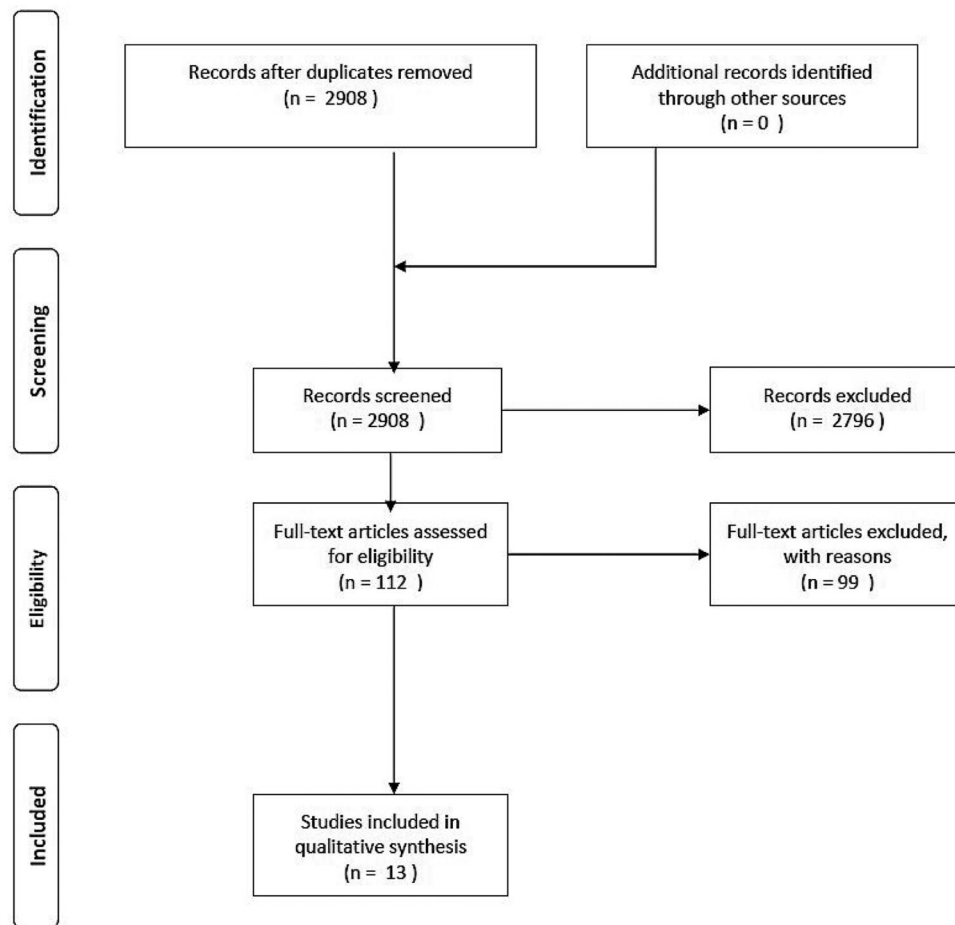 Identification
Records after duplicates removed
(n = 2908 )
Additional records identified
through other sources
(n = 0 )
Screening
Records screened
(n = 2908 )
Records excluded
(n = 2796 )
Eligibility
Full-text articles assessed
for eligibility
(n = 112 )
Full-text articles excluded,
with reasons
(n = 99 )
Included
Studies included in
qualitative synthesis
(n = 13 )